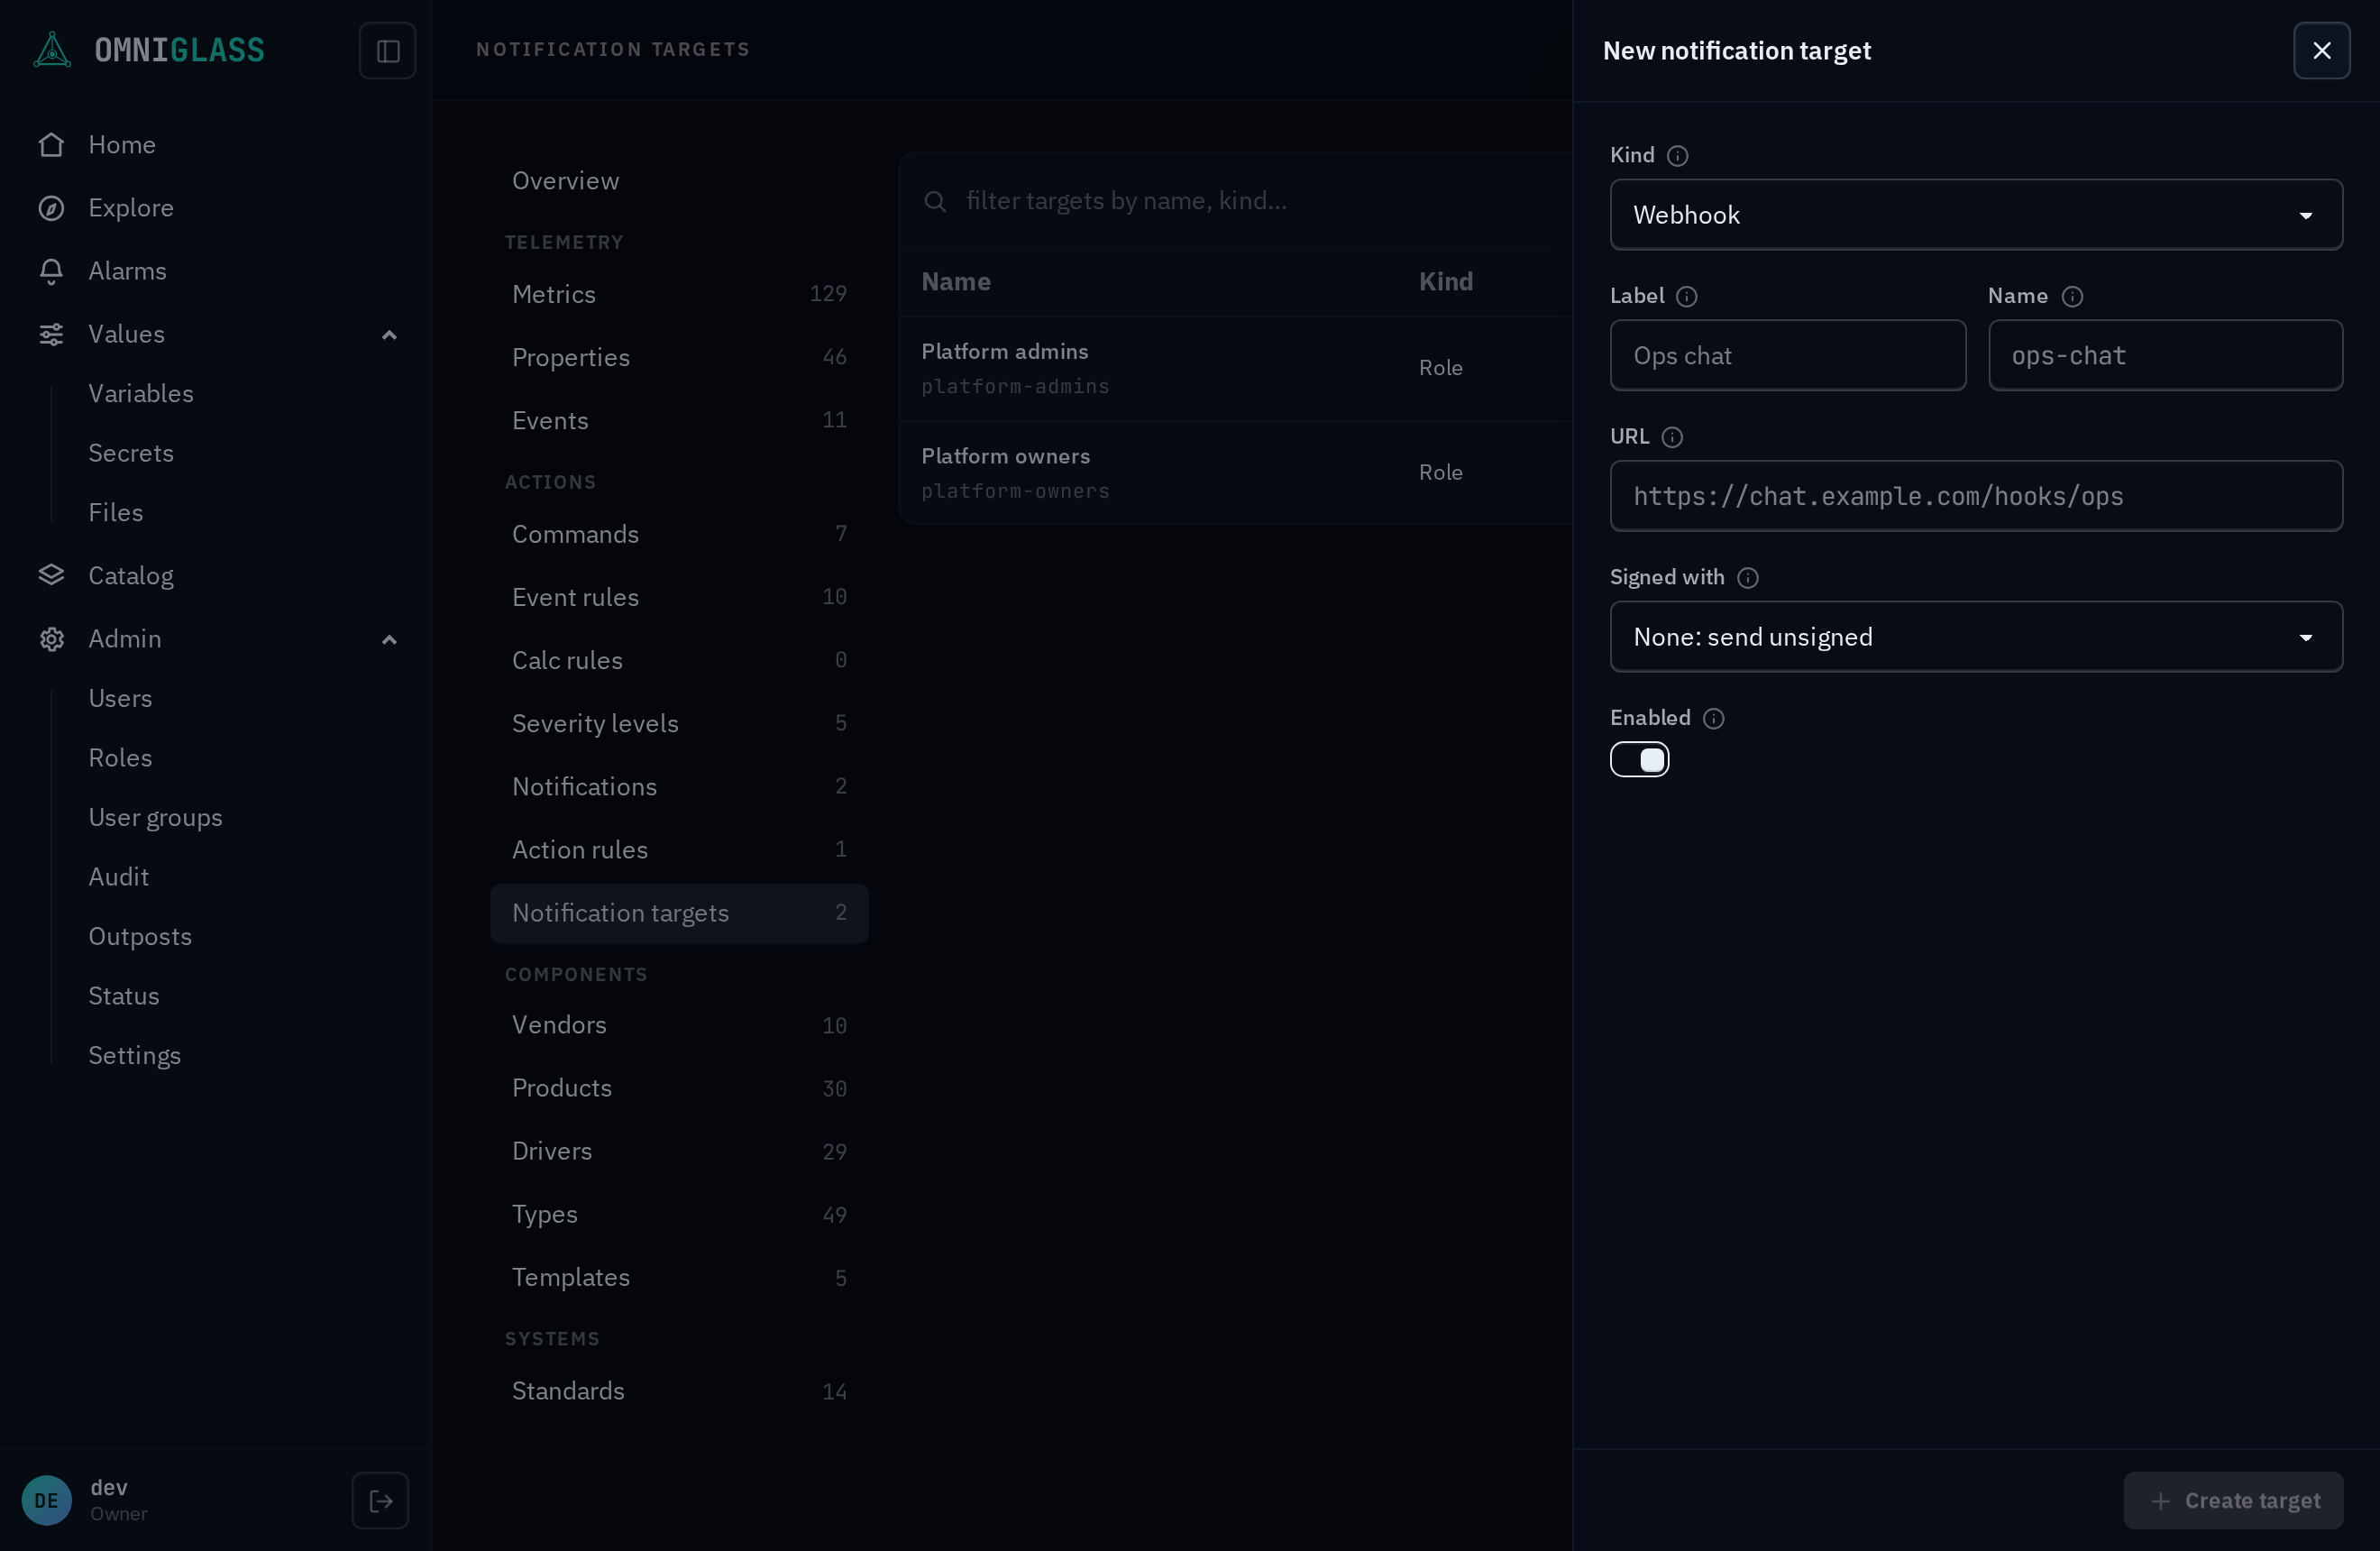 OMNIGLASS
Home
Explore
Alarms
Values
Variables
Secrets
Files
Catalog
Admin
Users
Roles
User groups
Audit
Outposts
Status
Settings
DE
dev
Owner
NOTIFICATION TARGETS
Overview
TELEMETRY
Metrics 129
Properties 46
Events 11
ACTIONS
Commands 7
Event rules 10
Calc rules 0
Severity levels 5
Notifications 2
Action rules 1
Notification targets 2
COMPONENTS
Vendors 10
Products 30
Drivers 29
Types 49
Templates 5
SYSTEMS
Standards 14
filter targets by name, kind...
Name Kind
Platform admins Role
platform-admins
Platform owners Role
platform-owners
New notification target
Kind
Webhook
Label Name
Ops chat ops-chat
URL
https://chat.example.com/hooks/ops
Signed with
None: send unsigned
Enabled
Create target